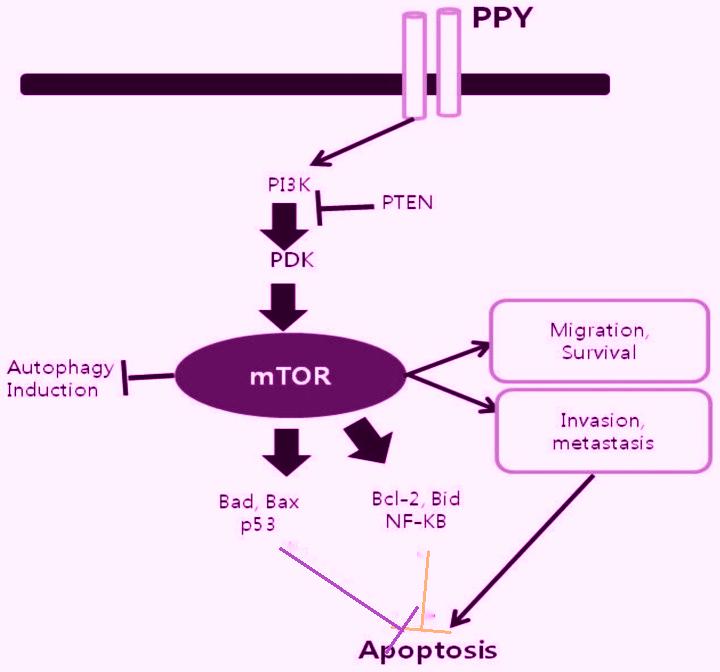 PPY
PI3K
PTEN
PDK
mTOR
Autophagy
Induction
Migration,
Survival
Invasion,
metastasis
Bad, Bax
p53
Bcl-2, Bid
NF-KB
Apoptosis